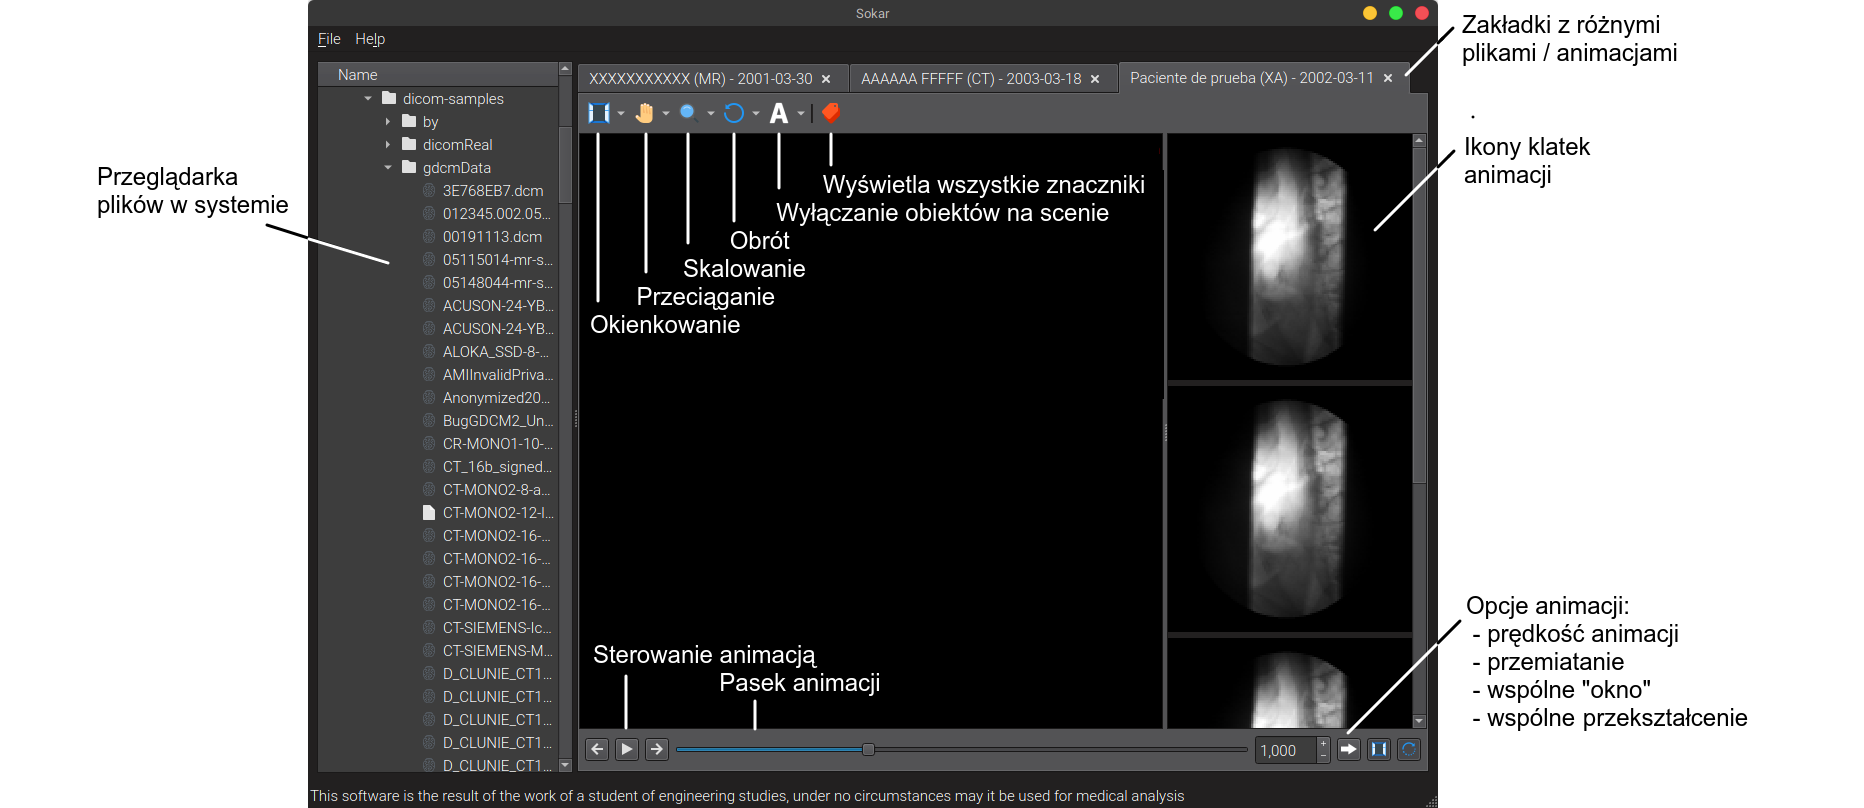 Sokar
File Help
Name
dicom-samples
by
dicomReal
gdcmData
3E768EB7.dcm
012345.002.05...
00191113.dcm
05115014-mr-s...
05148044-mr-s...
ACUSON-24-YB...
ACUSON-24-YB...
ALOKA_SSD-8-...
AMIInvalidPriva...
Anonymized20...
BugGDCM2_Un...
CR-MONO1-10-...
CT_16b_signed...
CT-MONO2-8-a...
CT-MONO2-12-l...
CT-MONO2-16-...
CT-MONO2-16-...
CT-MONO2-16-...
CT-MONO2-16-...
CT-SIEMENS-Ic...
CT-SIEMENS-M...
D_CLUNIE_CT1...
D_CLUNIE_CT1...
D_CLUNIE_CT1...
D_CLUNIE_CT1...
D_CLUNIE_CT1...
Przeglądarka
plików w systemie
XXXXXXXXXXX (MR) - 2001-03-30
AAAAAA FFFFF (CT) - 2003-03-18
Paciente de prueba (XA) - 2002-03-11
A
Wyświetla wszystkie znaczniki
Wyłączanie obiektów na scenie
Obrót
Skalowanie
Przeciąganie
Okienkowanie
Sterowanie animacją
Pasek animacji
1,000
Zakładki z różnymi
plikami / animacjami
.
Ikony klatek
animacji
Opcje animacji:
- prędkość animacji
- przemiatanie
- wspólne "okno"
- wspólne przekształcenie
This software is the result of the work of a student of engineering studies, under no circumstances may it be used for medical analysis